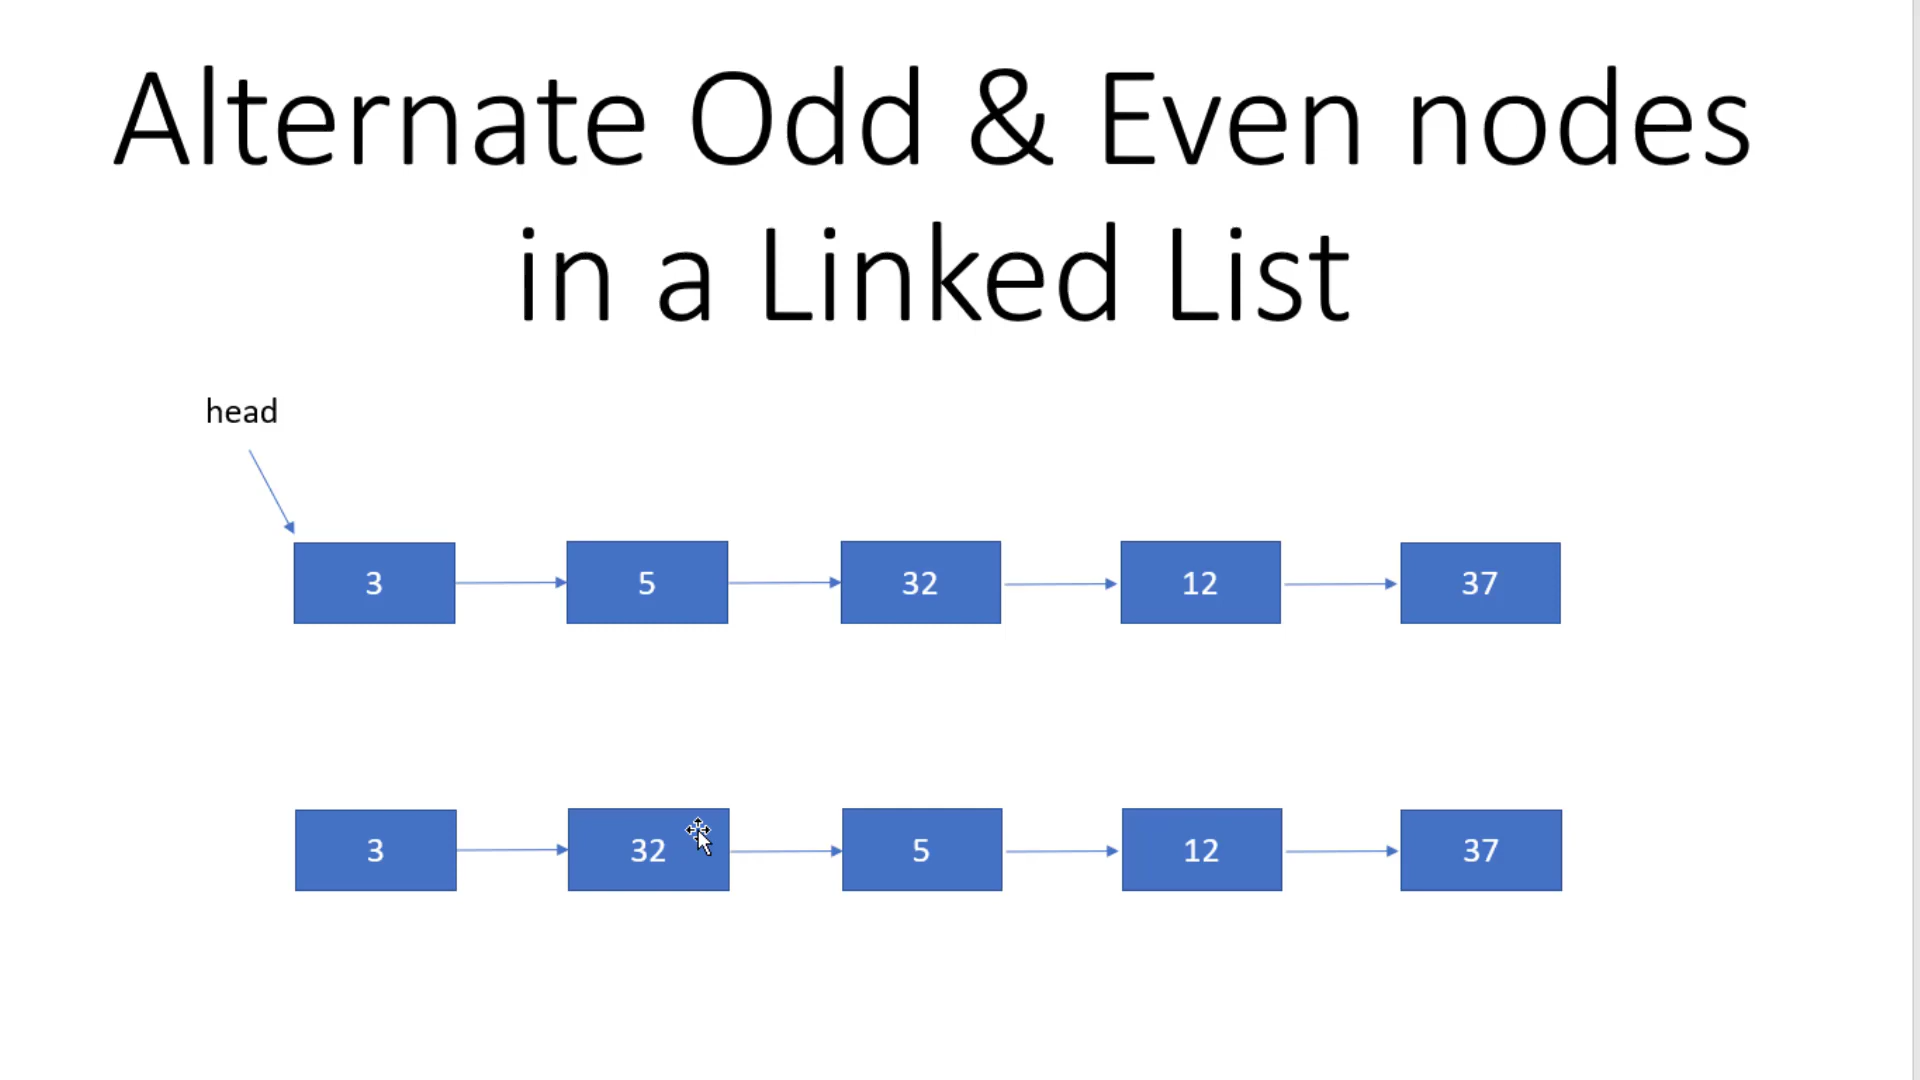 Alternate Odd & Even nodes
in a Linked List
head
3 5 32 12 37
3 32 5 12 37